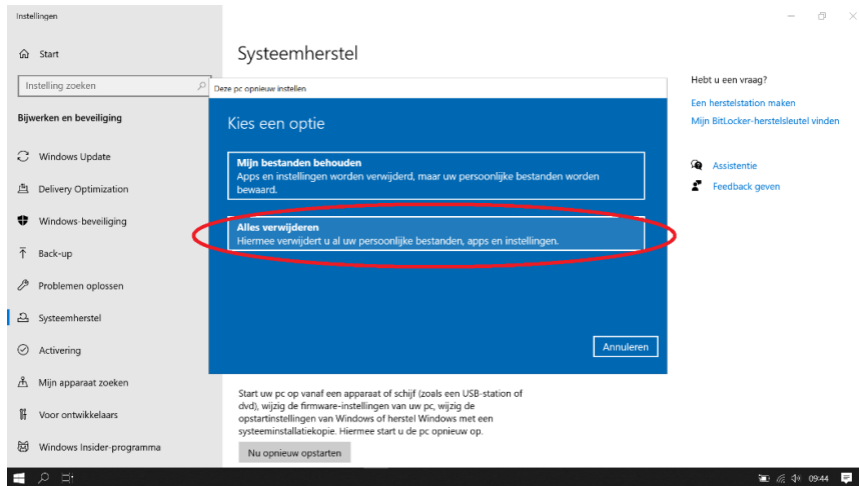 Instellingen
Start
Instelling zoeken
Bijwerken en beveiliging
Windows Update
Delivery Optimization
Windows-beveiliging
Back-up
Problemen oplossen
Systeemherstel
Activering
Mijn apparaat zoeken
Voor ontwikkelaars
Windows Insider-programma
Systeemherstel
Deze pc opnieuw instellen
Kies een optie
Mijn bestanden behouden
Apps en instellingen worden verwijderd, maar uw persoonlijke bestanden worden
bewaard.
Alles verwijderen
Hiermee verwijdert u al uw persoonlijke bestanden, apps en instellingen.
Annuleren
Start uw pc op vanaf een apparaat of schijf (zoals een USB-station of
dvd), wijzig de firmware-instellingen van uw pc, wijzig de
opstartinstellingen van Windows of herstel Windows met een
systeeminstallatiekopie. Hiermee start u de pc opnieuw op.
Nu opnieuw opstarten
Hebt u een vraag?
Een herstelstation maken
Mijn BitLocker-herstelsleutel vinden
Assistentie
Feedback geven
09:44